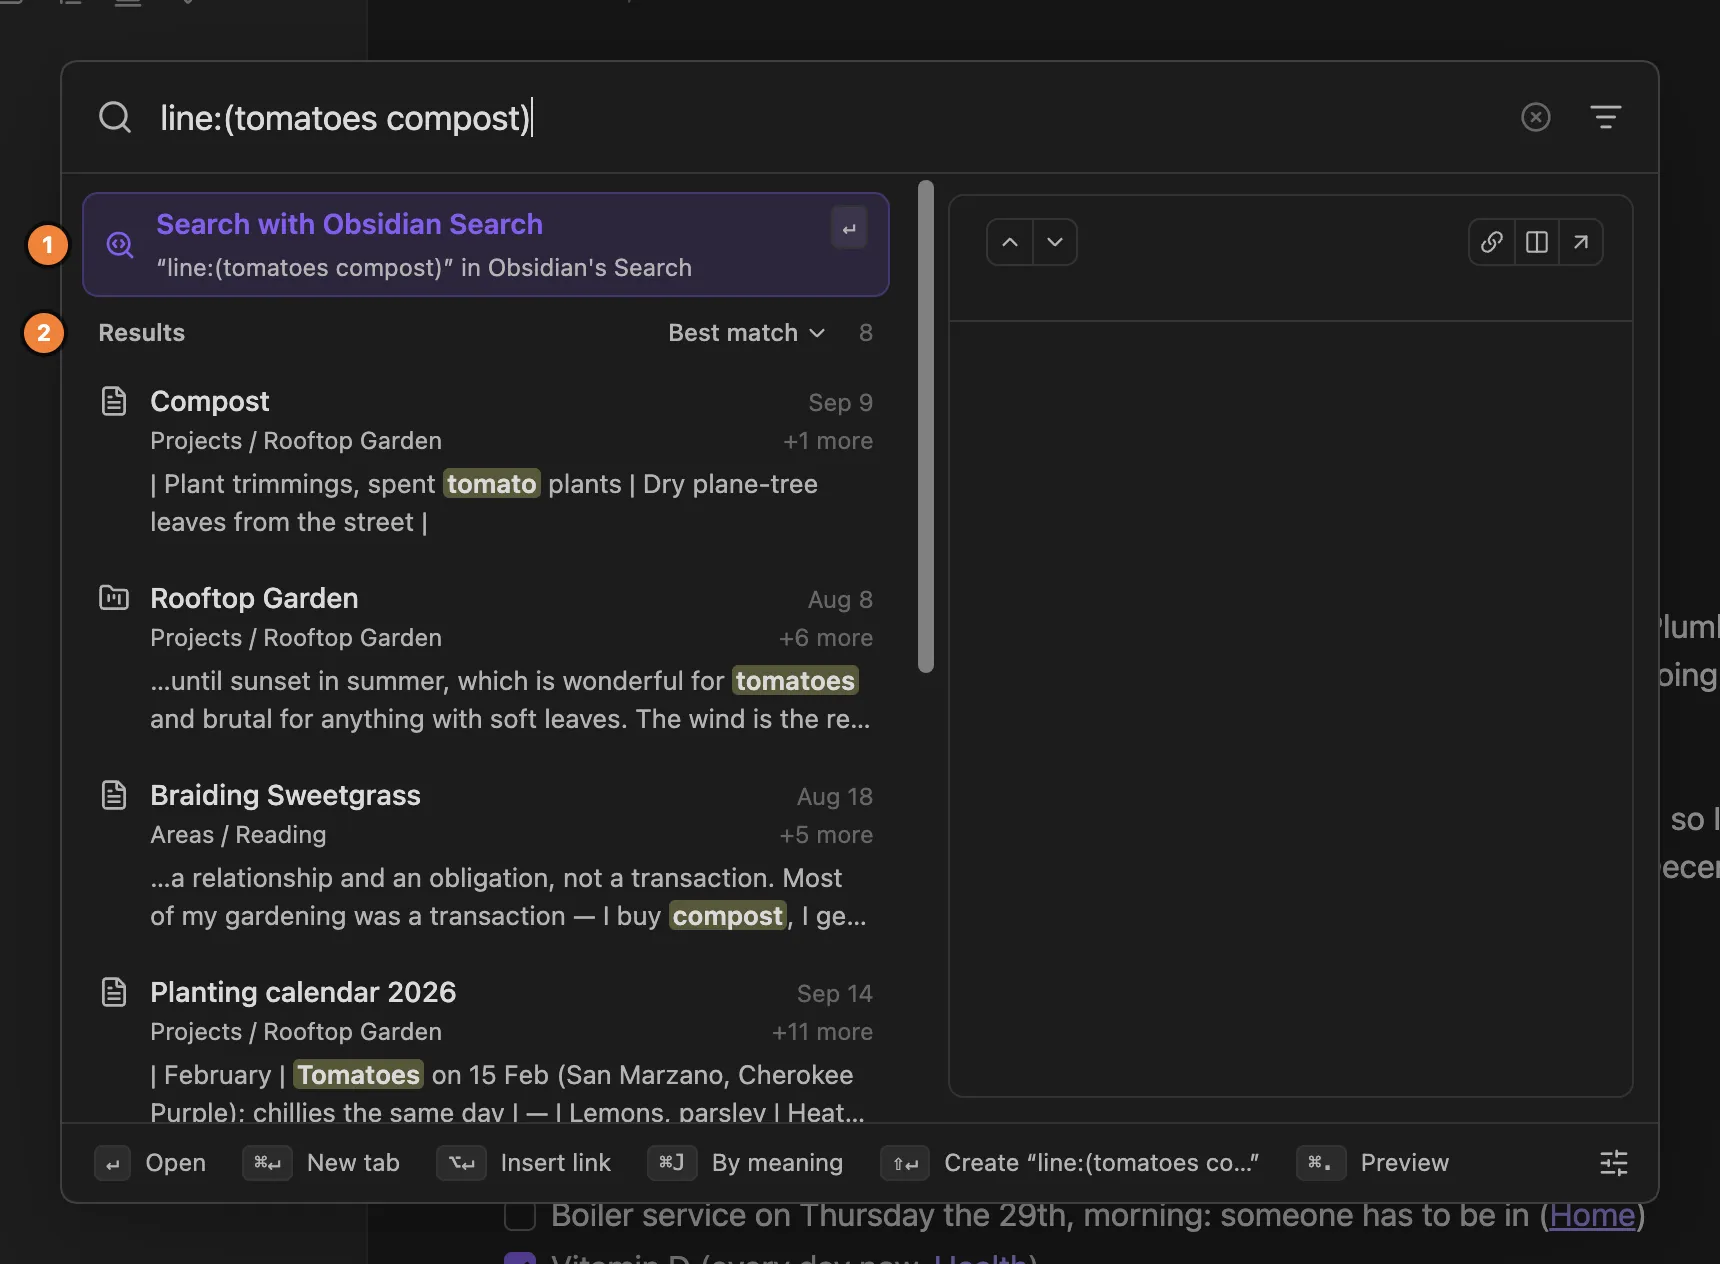 line:(tomatoes compost)
1
Search with Obsidian Search
“line:(tomatoes compost)” in Obsidian's Search
2
Results
Best match
8
Compost
Sep 9
Projects / Rooftop Garden
+1 more
| Plant trimmings, spent tomato plants | Dry plane-tree
leaves from the street |
Rooftop Garden
Aug 8
Projects / Rooftop Garden
+6 more
...until sunset in summer, which is wonderful for tomatoes
and brutal for anything with soft leaves. The wind is the re...
Braiding Sweetgrass
Aug 18
Areas / Reading
+5 more
...a relationship and an obligation, not a transaction. Most
of my gardening was a transaction — I buy compost, I ge...
Planting calendar 2026
Sep 14
Projects / Rooftop Garden
+11 more
| February | Tomatoes on 15 Feb (San Marzano, Cherokee
Purple); chillies the same day | — | Lemons, parsley | Heat...
so
↵ Open
⌘↵ New tab
⌥↵ Insert link
⌘J By meaning
⇧↵ Create “line:(tomatoes co...”
⌘. Preview
Boiler service on Thursday the 29th, morning: someone has to be in (Home)
Vitamin D (every day now, Health)